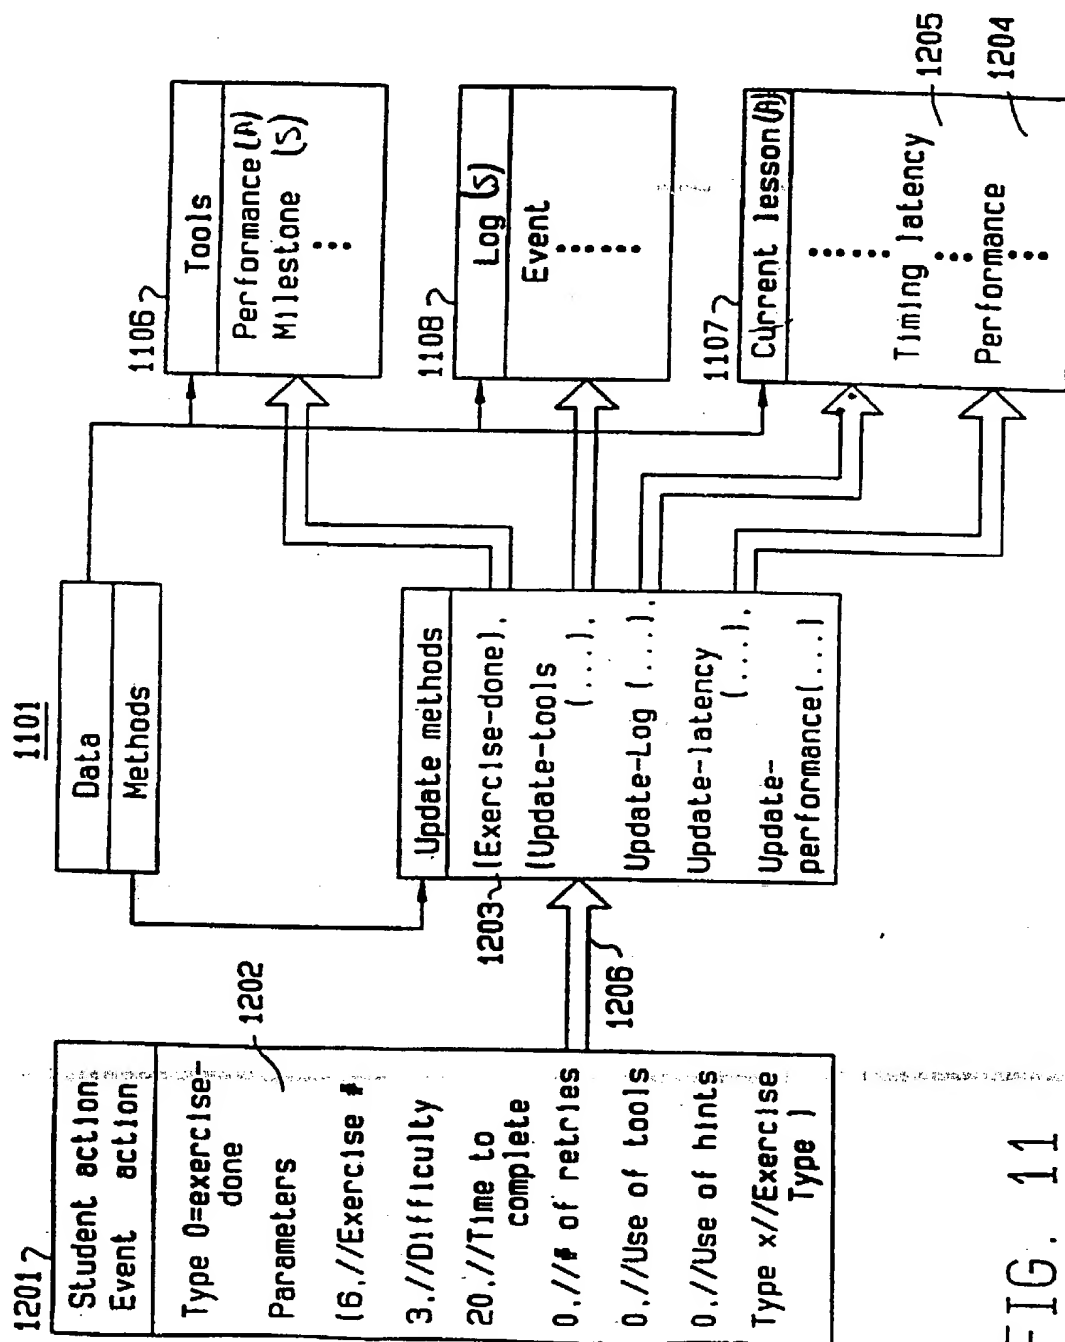 1201
Student action
Event action
Type 0=exercise-
done
Parameters
1202
(6,//Exercise #
3,//Difficulty
20,//Time to
complete
0,//# of retries
0,//Use of tools
0,//Use of hints
Type x//Exercise
Type )
1206
1101
Data
Methods
Update methods
1203
(Exercise-done),
(Update-tools
(....),
Update-Log (...),
Update-latency
(....),
Update-
performance(....)
1106
Tools
Performance(A)
Milestone (S)
1108
Log (S)
Event
1107
Current lesson(A)
Timing latency
1205
Performance
1204
FIG. 11